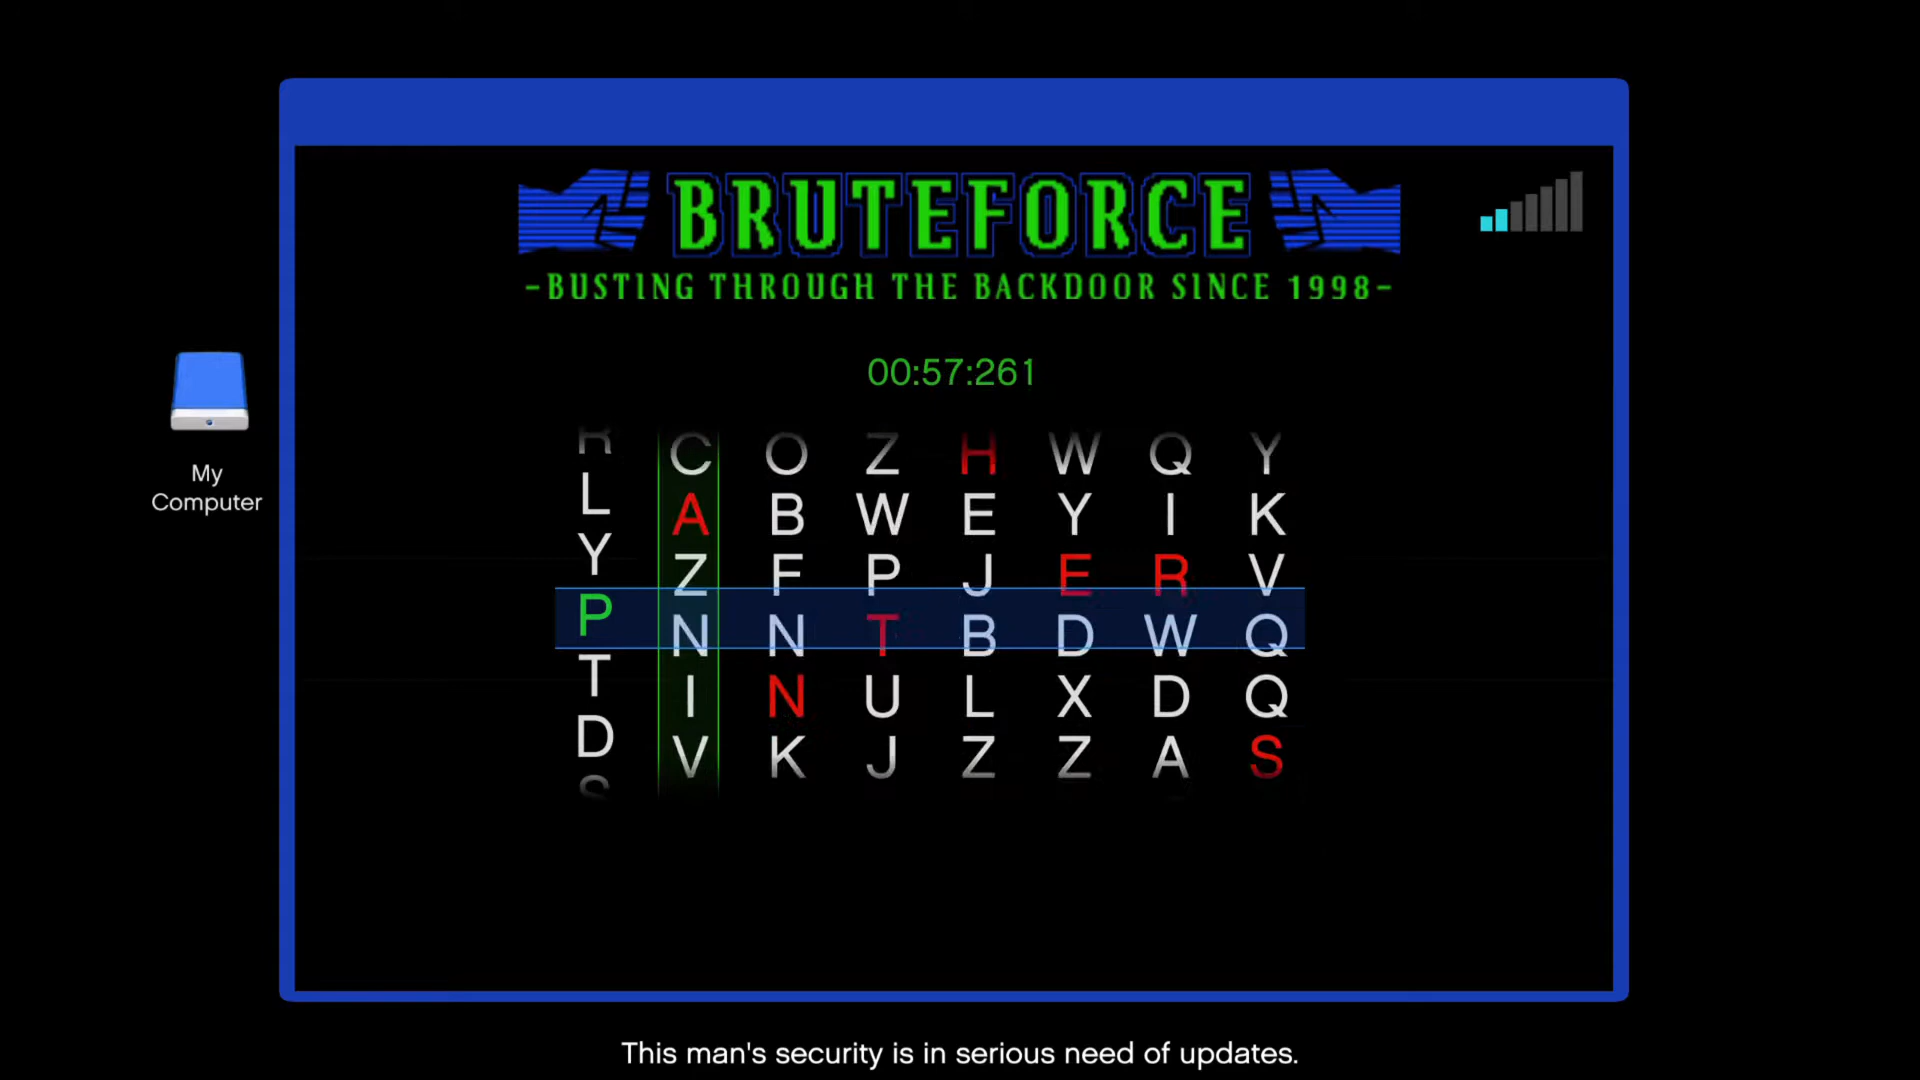 BRUTEFORCE
-BUSTING THROUGH THE BACKDOOR SINCE 1998-
00:57:261
My
Computer
R C O Z H W Q Y
L A B W E Y I K
Y Z F P J E R V
P N N T B D W Q
T I N U L X D Q
D V K J Z Z A S
S
This man's security is in serious need of updates.